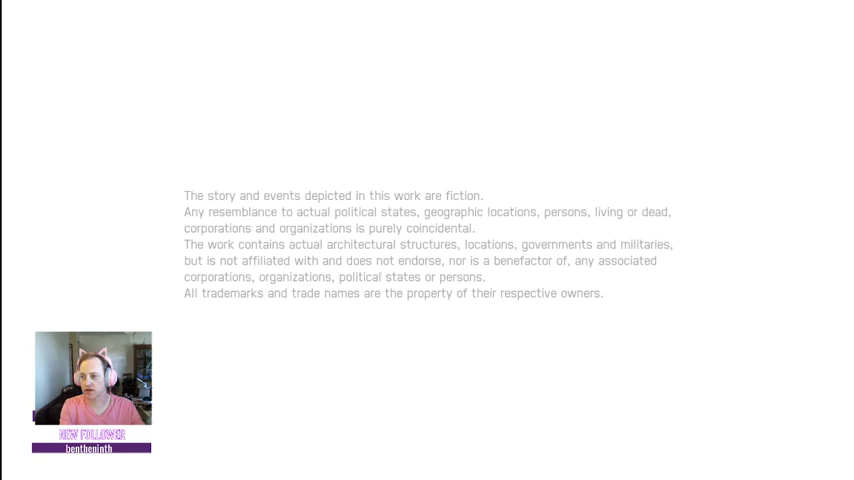 The story and events depicted in this work are fiction.
Any resemblance to actual political states, geographic locations, persons, living or dead,
corporations and organizations is purely coincidental.
The work contains actual architectural structures, locations, governments and militaries,
but is not affiliated with and does not endorse, nor is a benefactor of, any associated
corporations, organizations, political states or persons.
All trademarks and trade names are the property of their respective owners.
NEW FOLLOWER
bentheninth